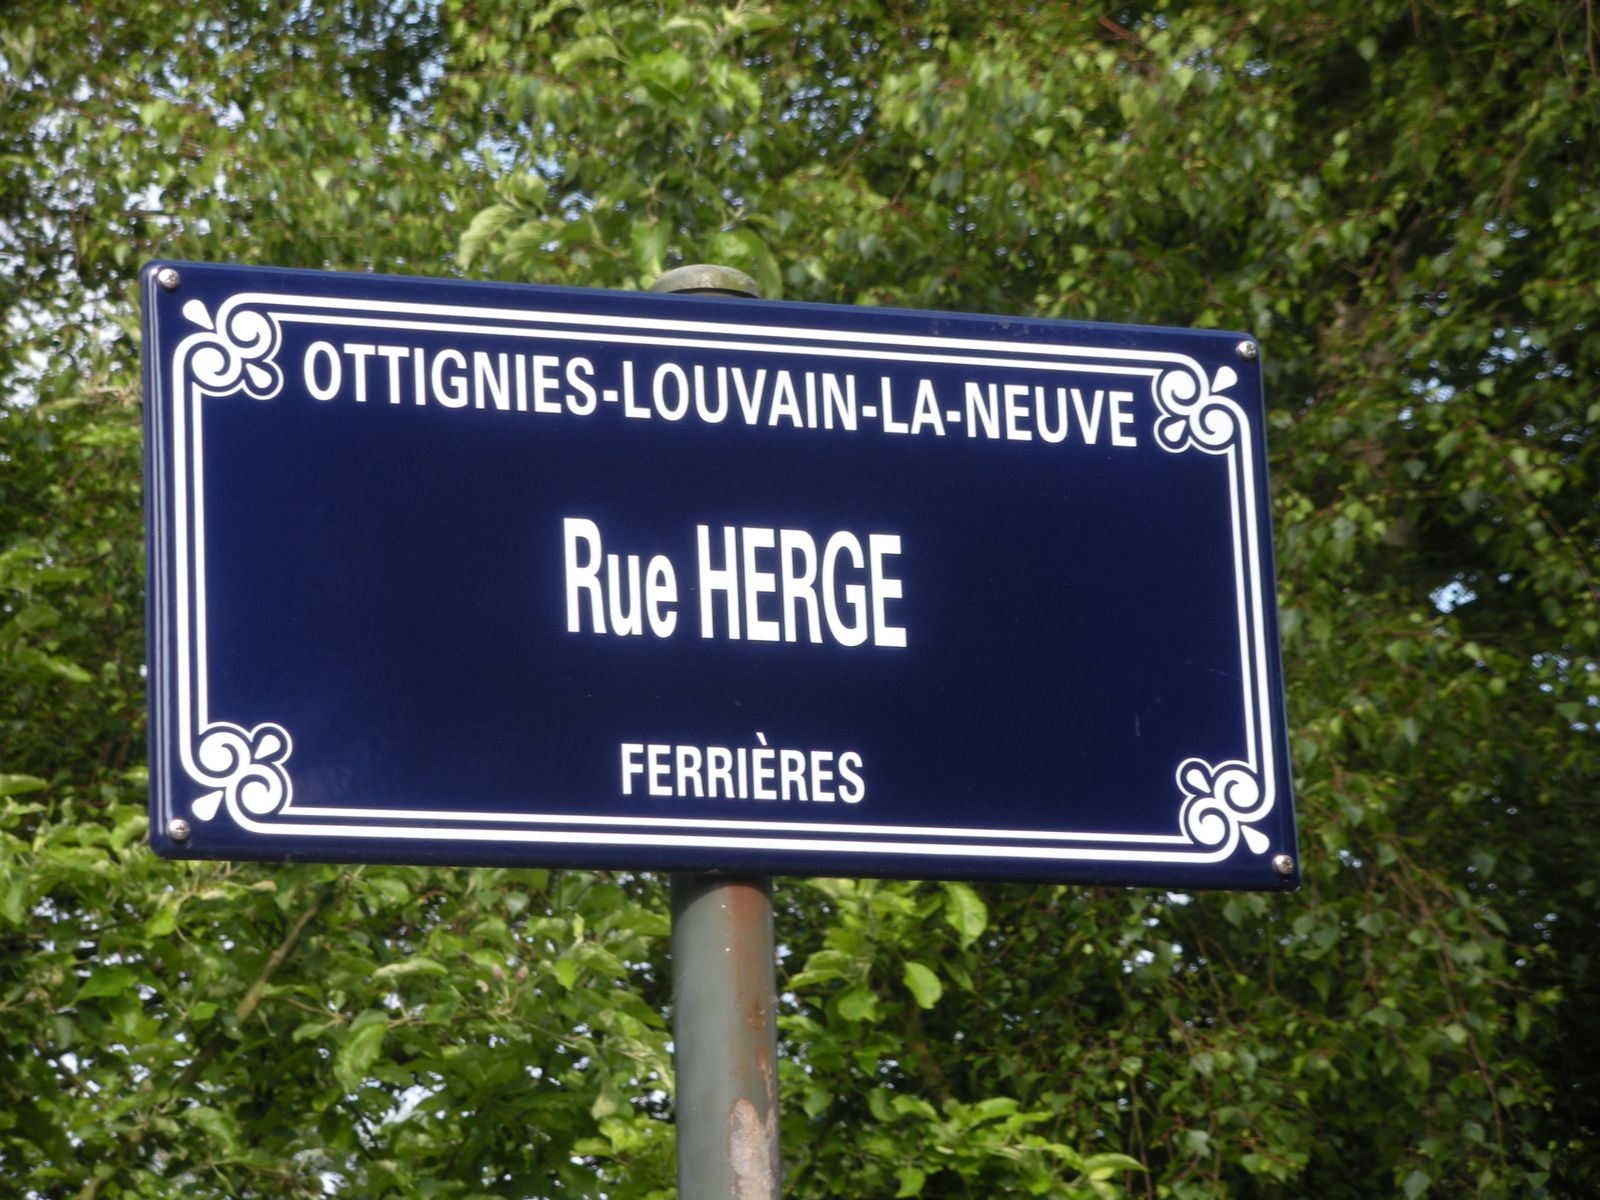 OTTIGNIES-LOUVAIN-LA-NEUVE
Rue HERGE
FERRIÈRES